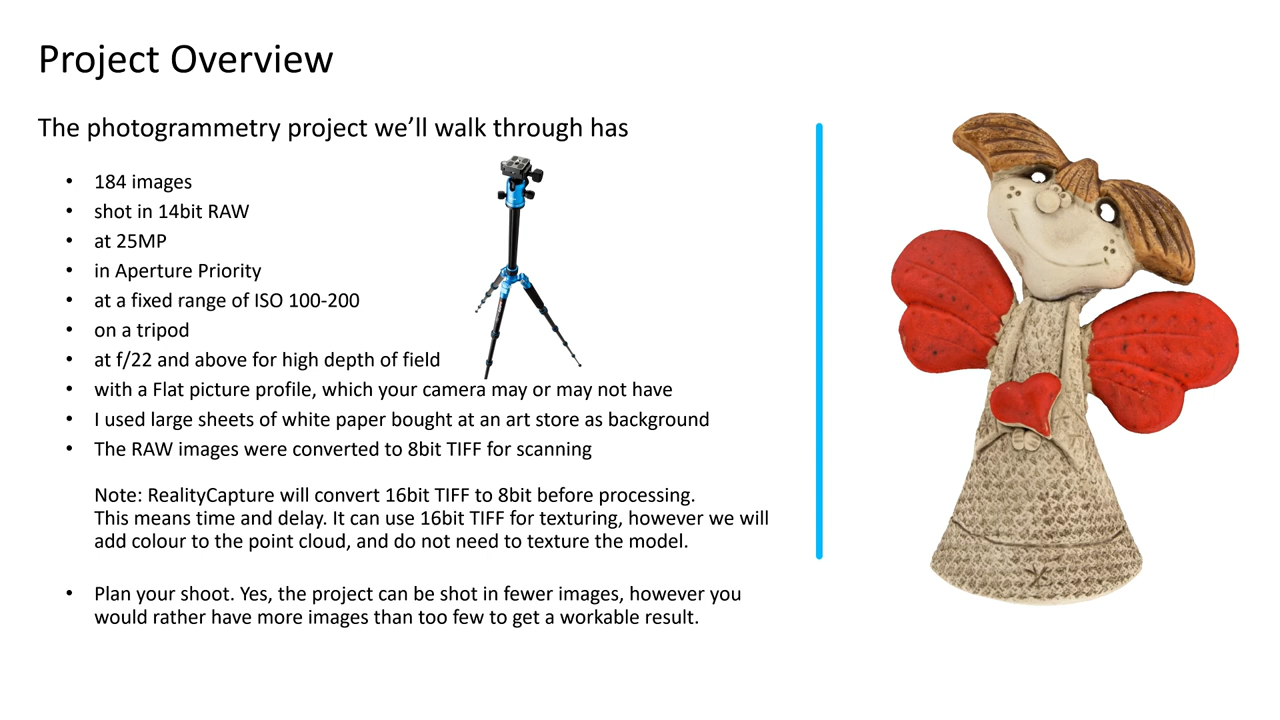 Project Overview
The photogrammetry project we’ll walk through has
• 184 images
• shot in 14bit RAW
• at 25MP
• in Aperture Priority
• at a fixed range of ISO 100-200
• on a tripod
• at f/22 and above for high depth of field
• with a Flat picture profile, which your camera may or may not have
• I used large sheets of white paper bought at an art store as background
• The RAW images were converted to 8bit TIFF for scanning
Note: RealityCapture will convert 16bit TIFF to 8bit before processing.
This means time and delay. It can use 16bit TIFF for texturing, however we will
add colour to the point cloud, and do not need to texture the model.
• Plan your shoot. Yes, the project can be shot in fewer images, however you
would rather have more images than too few to get a workable result.